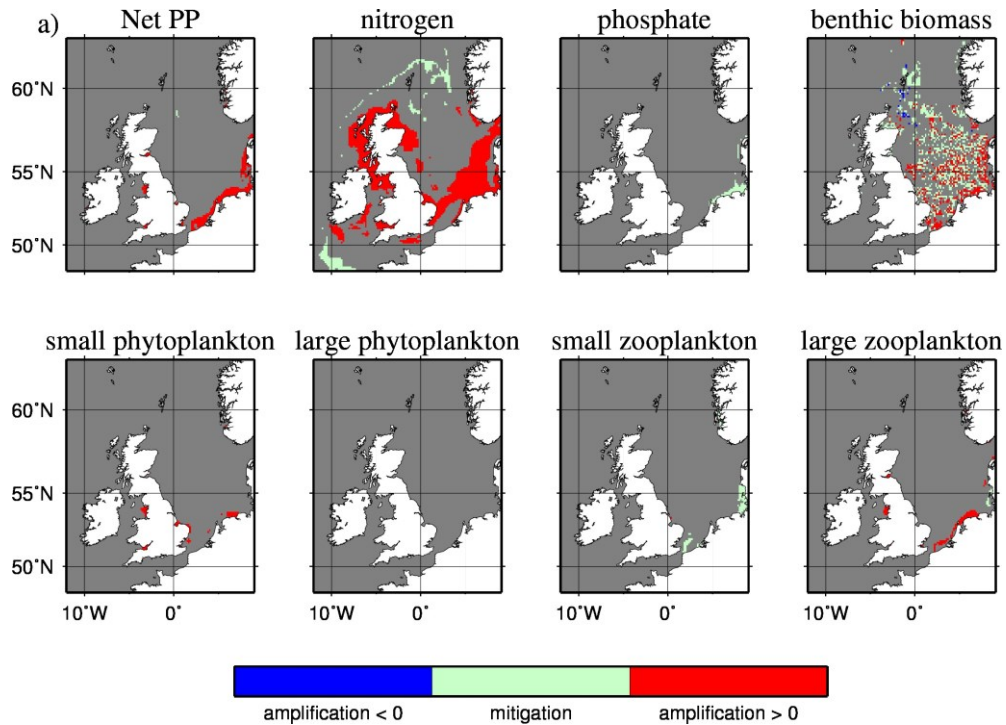 a)
Net PP
nitrogen
phosphate
benthic biomass
60°N
55°N
50°N
small phytoplankton
large phytoplankton
small zooplankton
large zooplankton
60°N
55°N
50°N
10°W 0° 10°W 0° 10°W 0° 10°W 0°
amplification < 0 mitigation amplification > 0